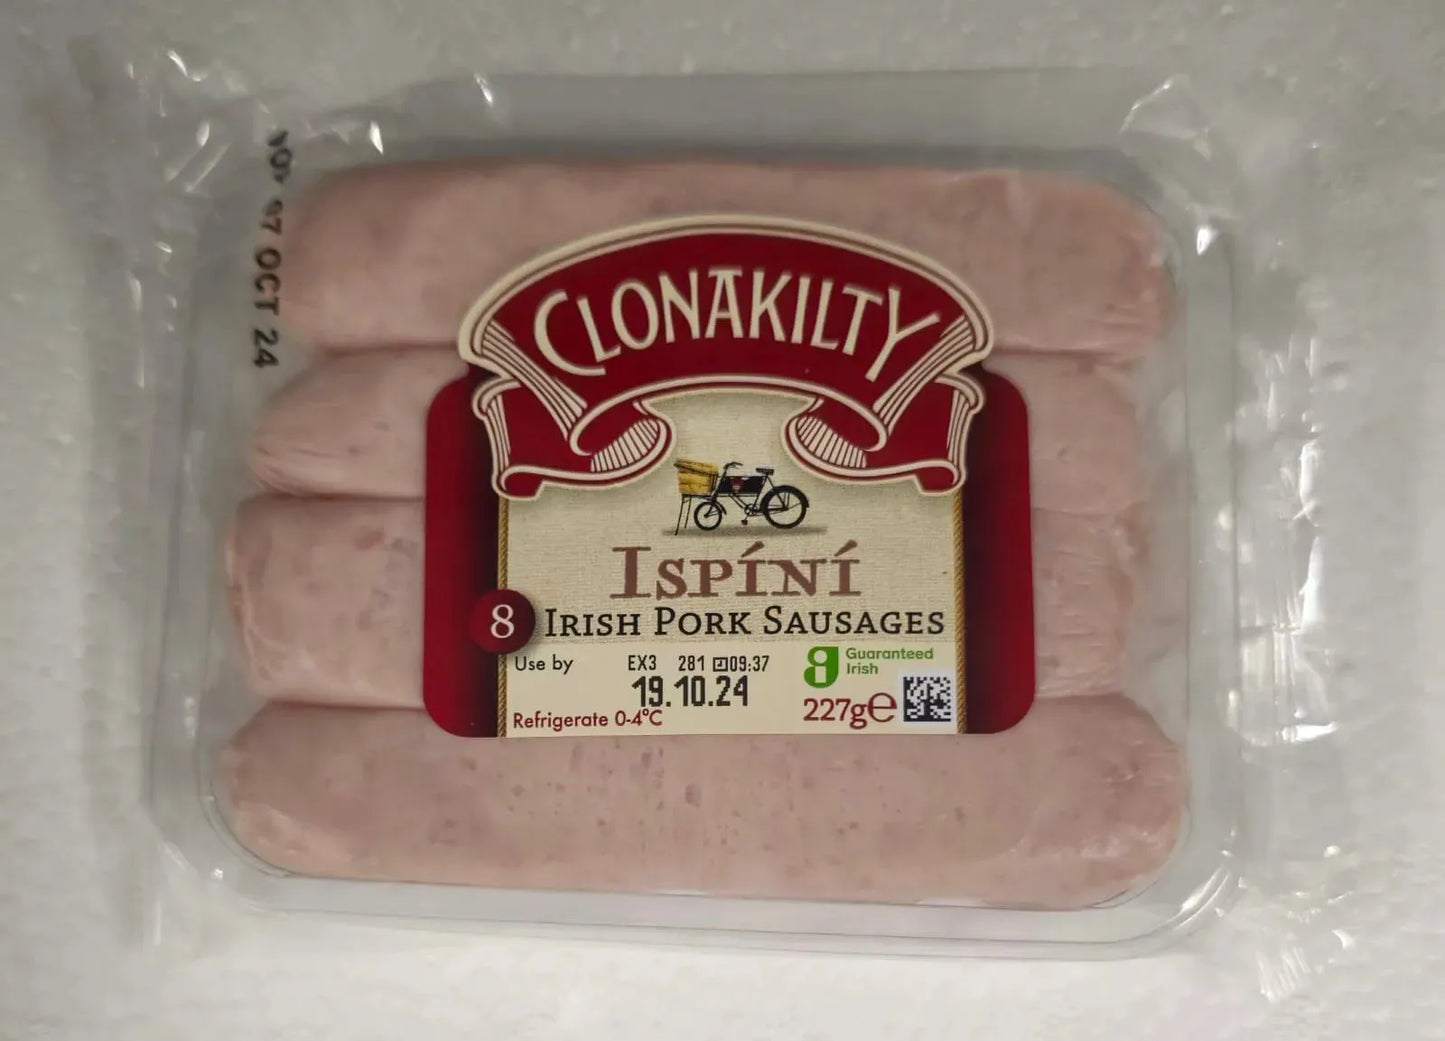 07 OCT 24
CLONAKILTY
ISPÍNÍ
8 IRISH PORK SAUSAGES
Use by EX3 281 09:37
19.10.24
Refrigerate 0-4°C
Guaranteed
Irish
227g℮